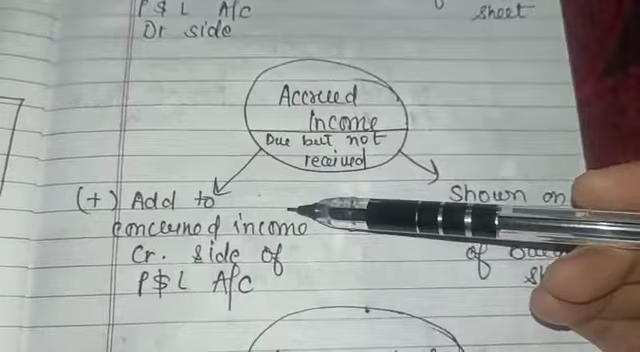 P $ L A/C
Dr side
sheet
Accrued
Income
Due but not
received
(+) Add to
concerned income
Cr. side of
P $ L A/C
Shown on
of